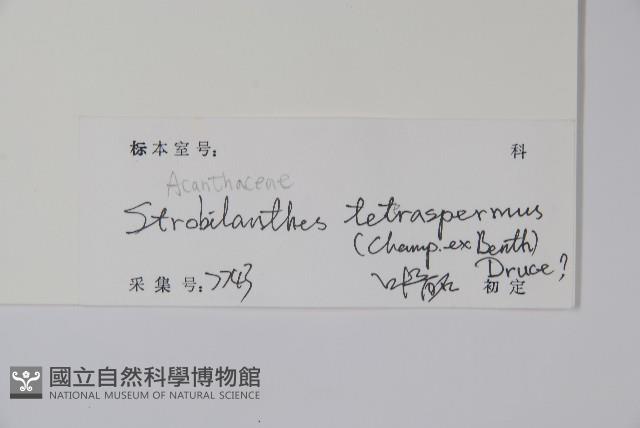 标本室号: 科
Acanthaceae
Strobilanthes tetraspermus
(Champ. ex Benth)
Druce?
采集号: 初定
國立自然科學博物館
NATIONAL MUSEUM OF NATURAL SCIENCE